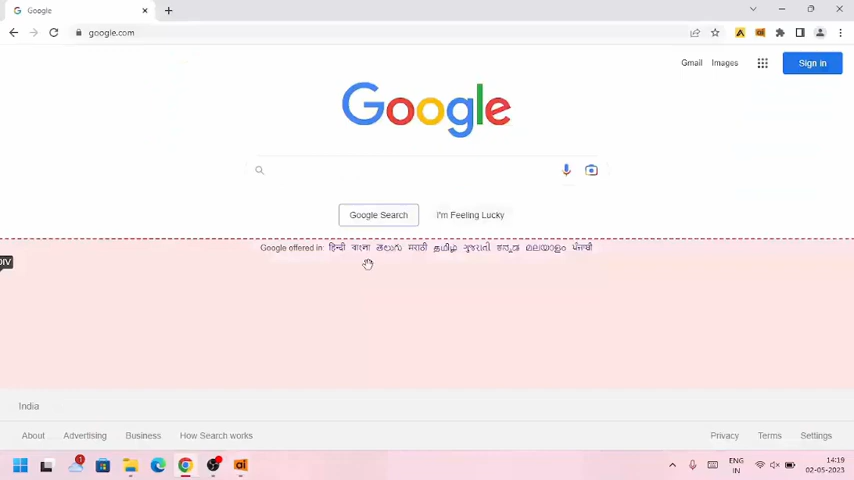 Google
google.com
Gmail Images Sign in
Google
Google Search I'm Feeling Lucky
Google offered in: हिन्दी বাংলা తెలుగు मराठी தமிழ் ગુજરાતી ಕನ್ನಡ മലയാളം ਪੰਜਾਬੀ
DIV
India
About Advertising Business How Search works Privacy Terms Settings
1 ENG 14:19
IN 02-05-2023